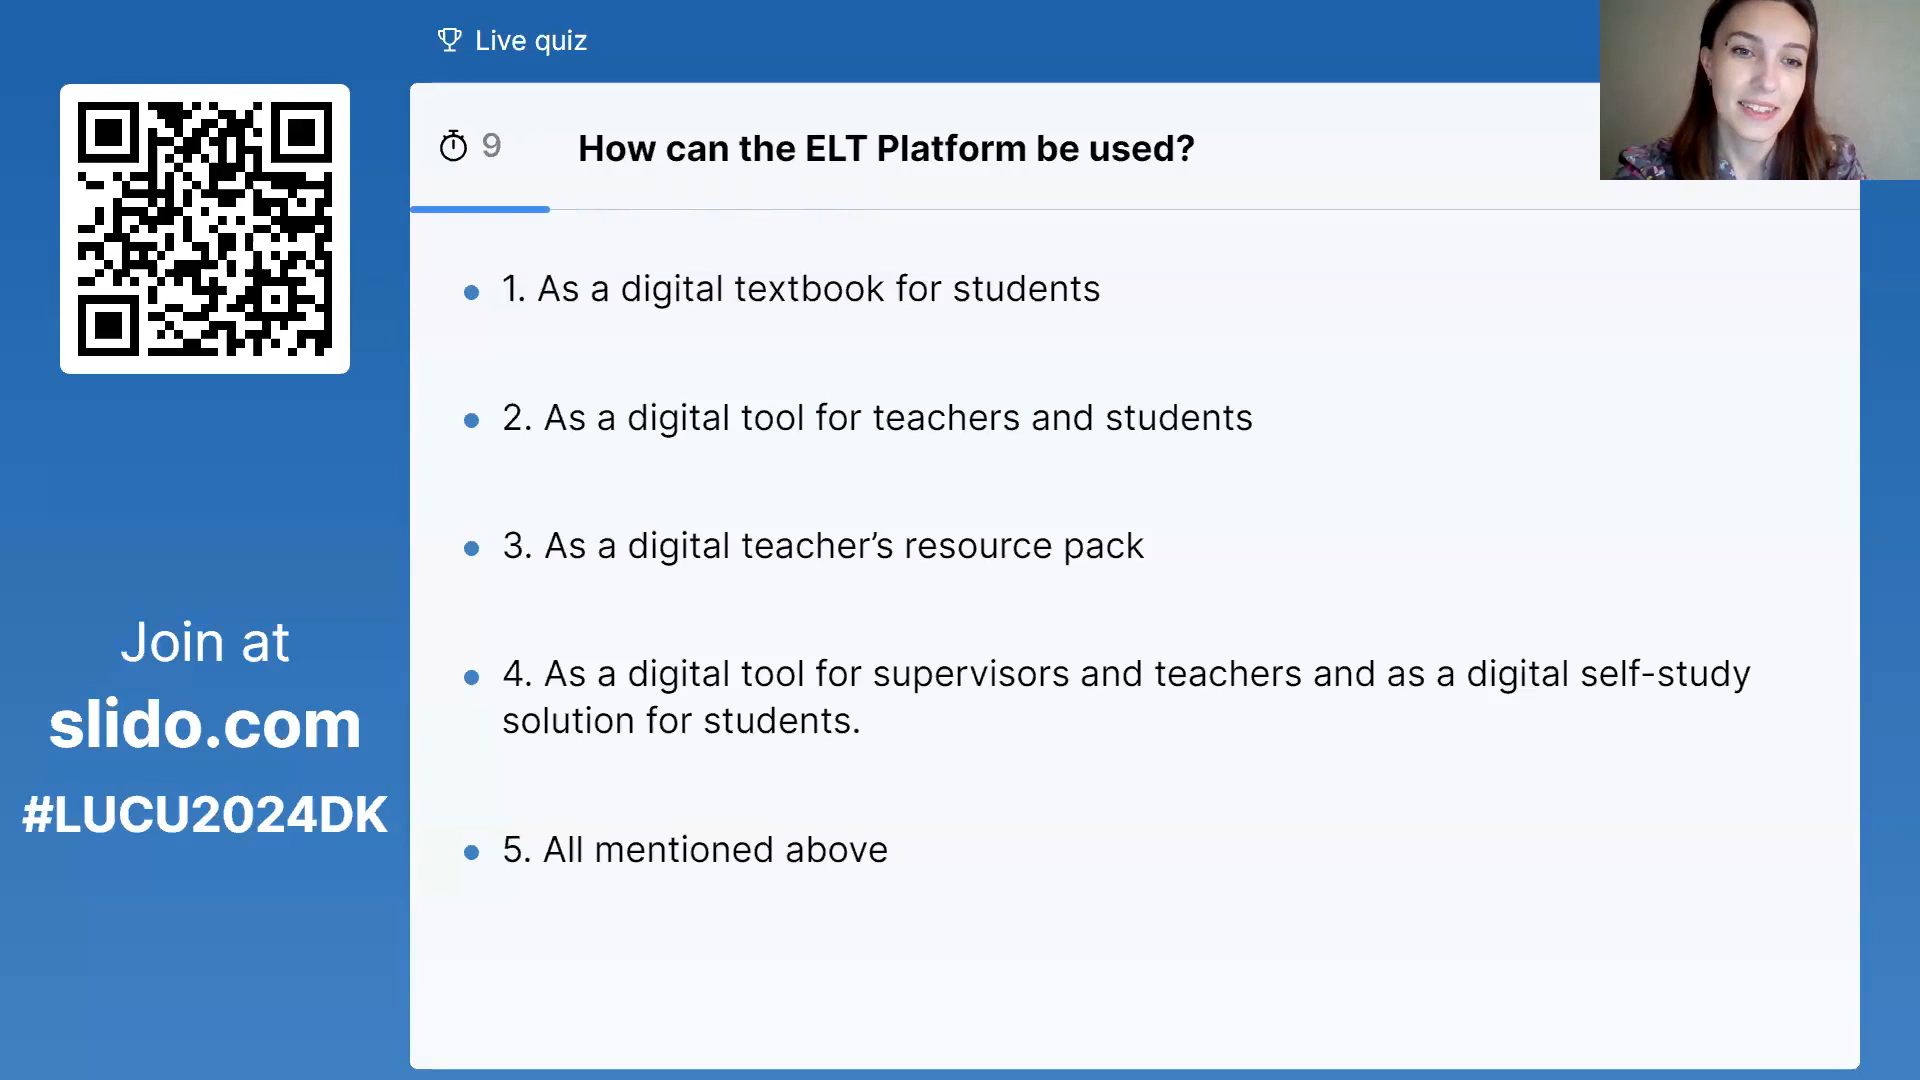 Live quiz
9
How can the ELT Platform be used?
1. As a digital textbook for students
2. As a digital tool for teachers and students
3. As a digital teacher’s resource pack
4. As a digital tool for supervisors and teachers and as a digital self-study
solution for students.
5. All mentioned above
Join at
slido.com
#LUCU2024DK